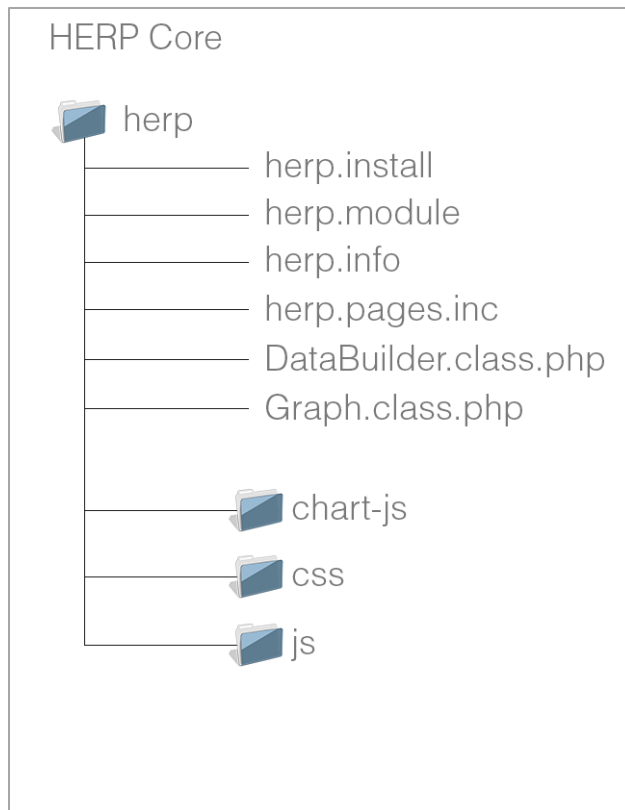 HERP Core
herp
herp.install
herp.module
herp.info
herp.pages.inc
DataBuilder.class.php
Graph.class.php
chart-js
css
js